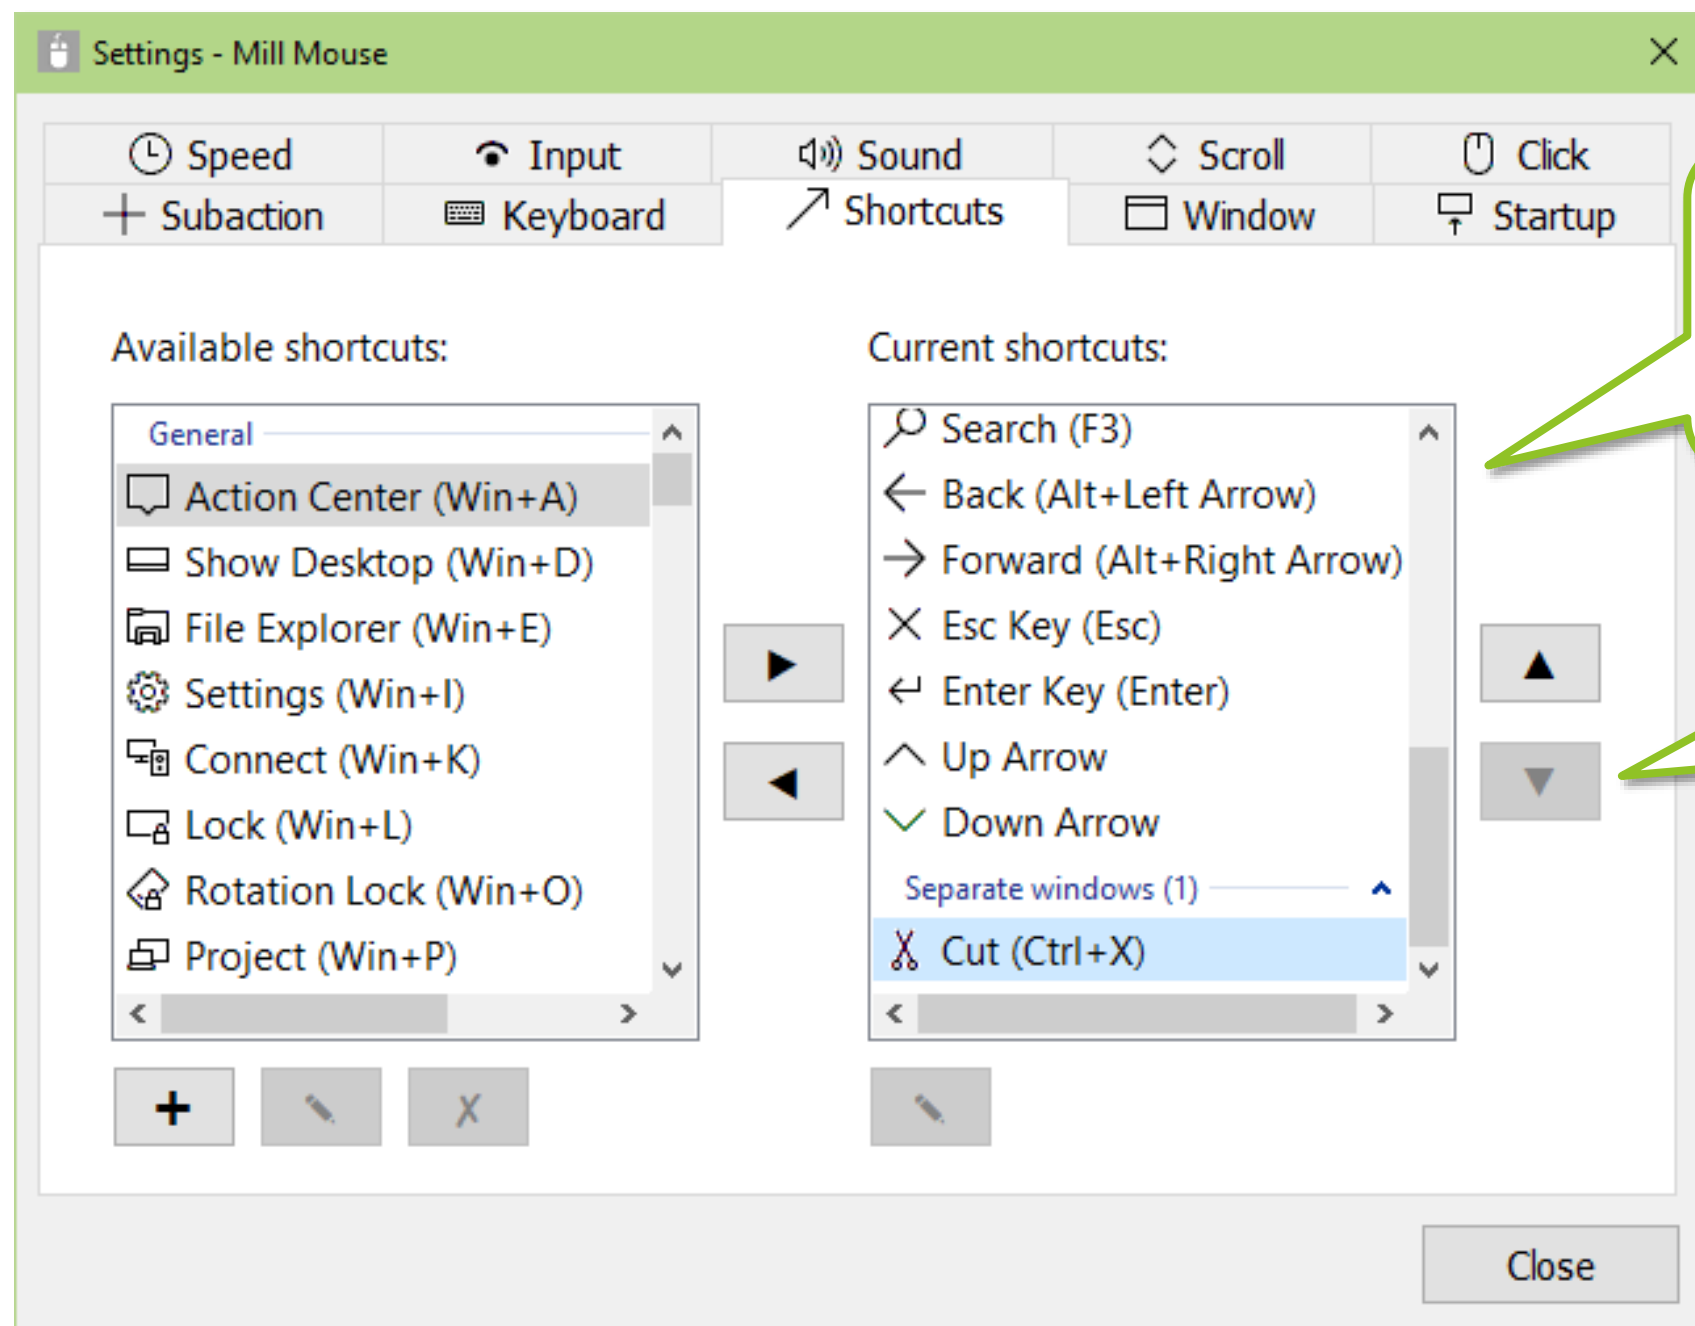 Settings - Mill Mouse
Speed
Input
Sound
Scroll
Click
Subaction
Keyboard
Shortcuts
Window
Startup
Available shortcuts:
General
Action Center (Win+A)
Show Desktop (Win+D)
File Explorer (Win+E)
Settings (Win+I)
Connect (Win+K)
Lock (Win+L)
Rotation Lock (Win+O)
Project (Win+P)
Current shortcuts:
Search (F3)
Back (Alt+Left Arrow)
Forward (Alt+Right Arrow)
Esc Key (Esc)
Enter Key (Enter)
Up Arrow
Down Arrow
Separate windows (1)
Cut (Ctrl+X)
Close